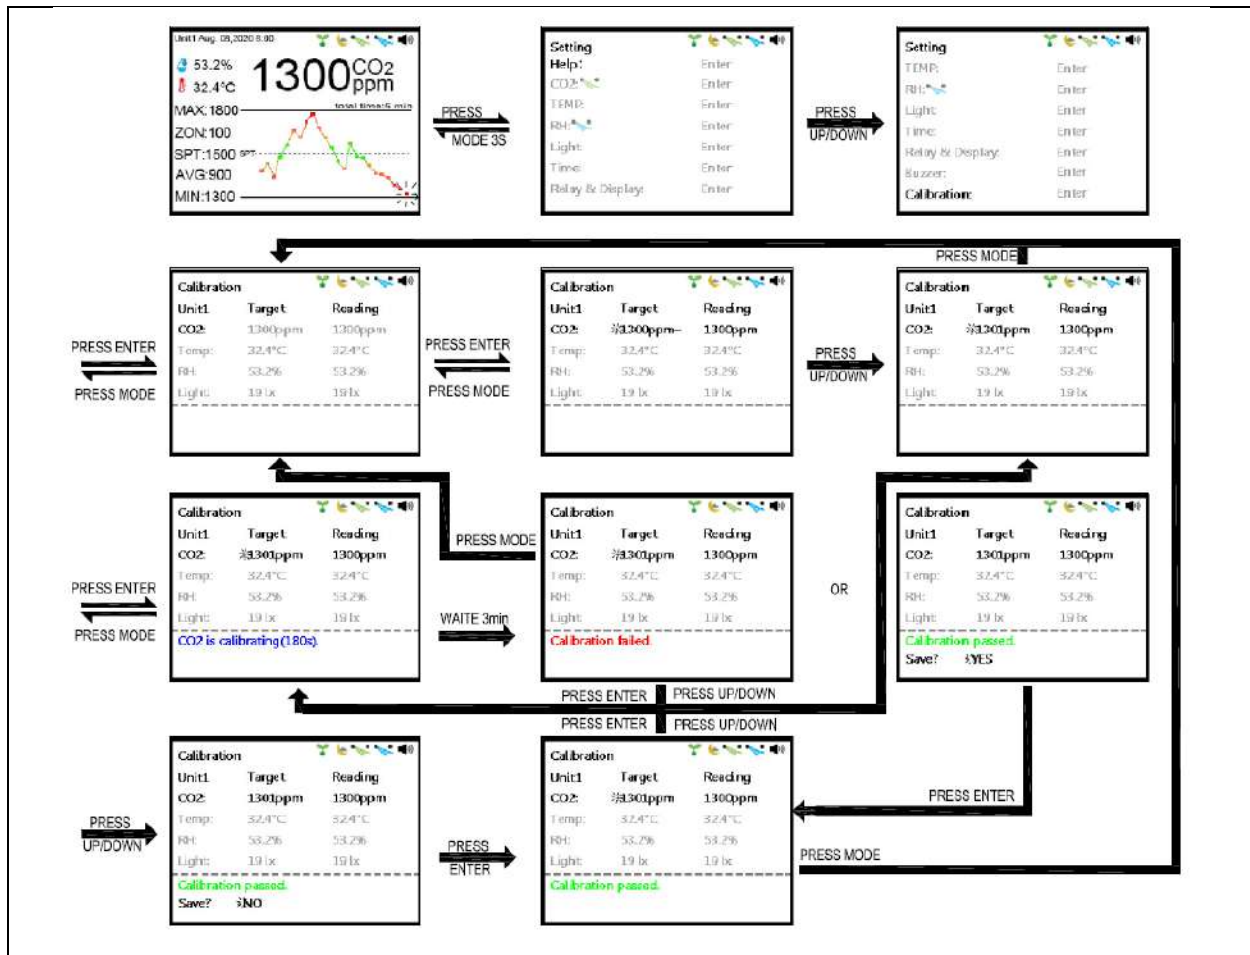 Unit1 Aug. 03,2020 8:00
53.2%
32.4°C
1300 CO2 ppm
MAX:1800
total time:5 min
ZON:100
SPT:1500 SPT
AVG:900
MIN:1300
PRESS
MODE 3S
Setting
Help: Enter
CO2: Enter
TEMP: Enter
RH: Enter
Light: Enter
Time: Enter
Relay & Display: Enter
PRESS
UP/DOWN
Setting
TEMP: Enter
RH: Enter
Light: Enter
Time: Enter
Relay & Display: Enter
Buzzer: Enter
Calibration: Enter
PRESS MODE
PRESS ENTER
PRESS MODE
Calibration
Unit1 Target Reading
CO2: 1300ppm 1300ppm
Temp: 32.4°C 32.4°C
RH: 53.2% 53.2%
Light: 19 lx 19 lx
PRESS ENTER
PRESS MODE
Calibration
Unit1 Target Reading
CO2: 1300ppm 1300ppm
Temp: 32.4°C 32.4°C
RH: 53.2% 53.2%
Light: 19 lx 19 lx
PRESS
UP/DOWN
Calibration
Unit1 Target Reading
CO2: 1301ppm 1300ppm
Temp: 32.4°C 32.4°C
RH: 53.2% 53.2%
Light: 19 lx 19 lx
PRESS ENTER
PRESS MODE
Calibration
Unit1 Target Reading
CO2: 1301ppm 1300ppm
Temp: 32.4°C 32.4°C
RH: 53.2% 53.2%
Light: 19 lx 19 lx
CO2 is calibrating(180s).
PRESS MODE
WAITE 3min
Calibration
Unit1 Target Reading
CO2: 1301ppm 1300ppm
Temp: 32.4°C 32.4°C
RH: 53.2% 53.2%
Light: 19 lx 19 lx
Calibration failed.
OR
Calibration
Unit1 Target Reading
CO2: 1301ppm 1300ppm
Temp: 32.4°C 32.4°C
RH: 53.2% 53.2%
Light: 19 lx 19 lx
Calibration passed.
Save? YES
PRESS ENTER PRESS UP/DOWN
PRESS ENTER PRESS UP/DOWN
PRESS
UP/DOWN
Calibration
Unit1 Target Reading
CO2: 1301ppm 1300ppm
Temp: 32.4°C 32.4°C
RH: 53.2% 53.2%
Light: 19 lx 19 lx
Calibration passed.
Save? NO
PRESS
ENTER
Calibration
Unit1 Target Reading
CO2: 1301ppm 1300ppm
Temp: 32.4°C 32.4°C
RH: 53.2% 53.2%
Light: 19 lx 19 lx
Calibration passed.
PRESS ENTER
PRESS MODE